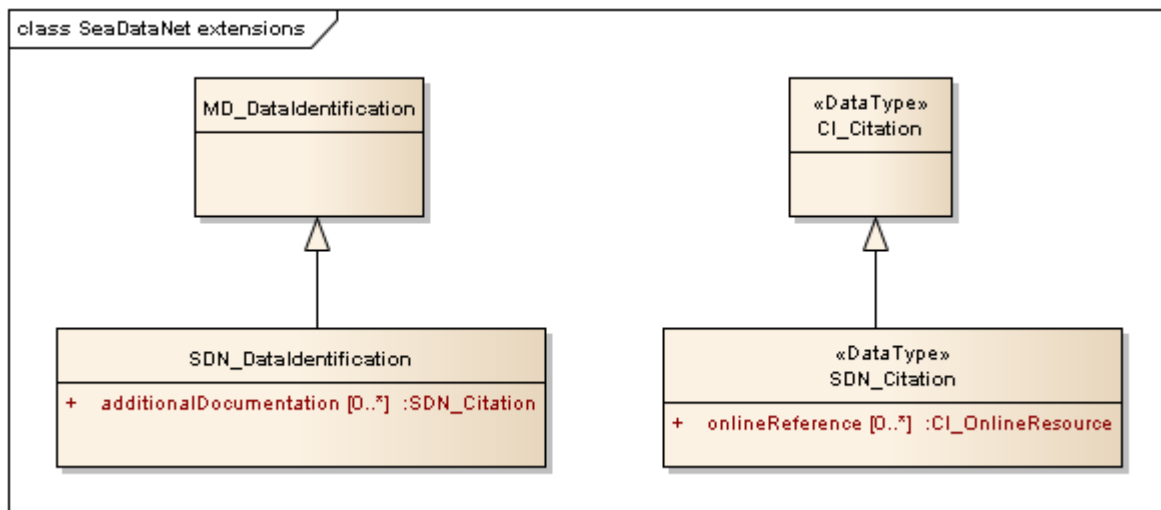 class SeaDataNet extensions
MD_DataIdentification
«DataType»
CI_Citation
SDN_DataIdentification
+ additionalDocumentation [0..*] :SDN_Citation
«DataType»
SDN_Citation
+ onlineReference [0..*] :CI_OnlineResource